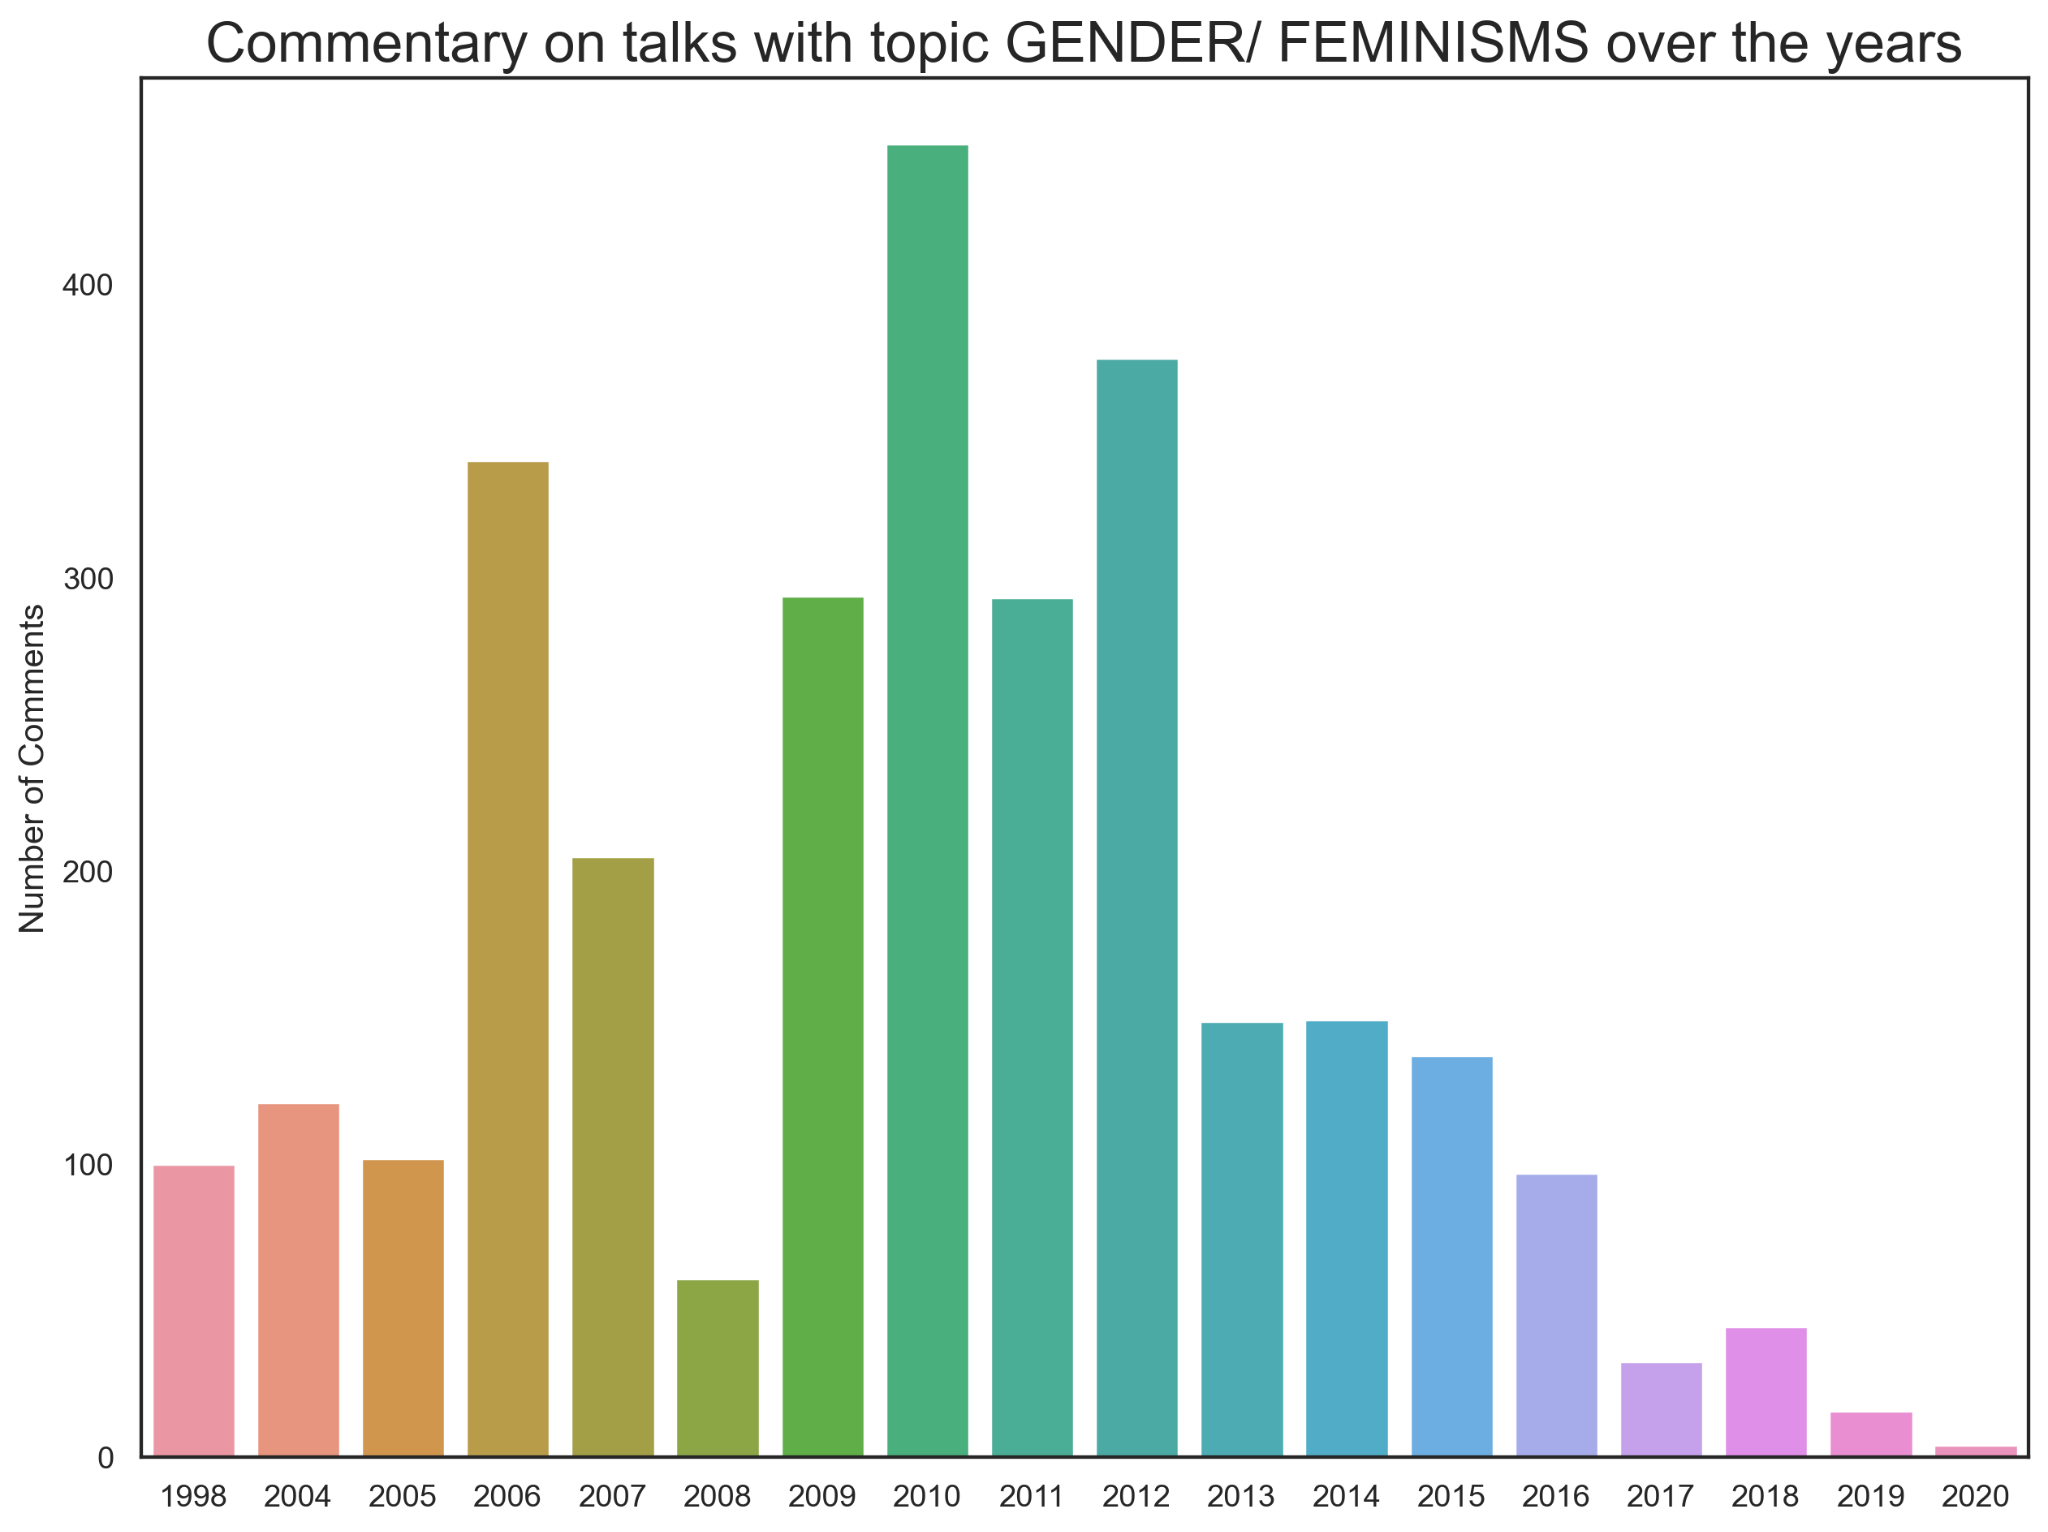 Commentary on talks with topic GENDER/ FEMINISMS over the years
Number of Comments
400
300
200
100
0
1998 2004 2005 2006 2007 2008 2009 2010 2011 2012 2013 2014 2015 2016 2017 2018 2019 2020